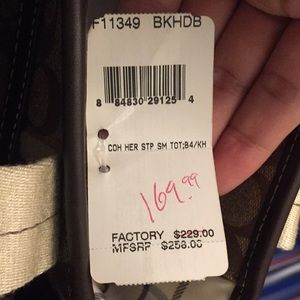 F11349 BKHDB
8 84830 29125 4
COH HER STP SM TOT;B4/KH
169.99
FACTORY $229.00
MFSRP $258.00